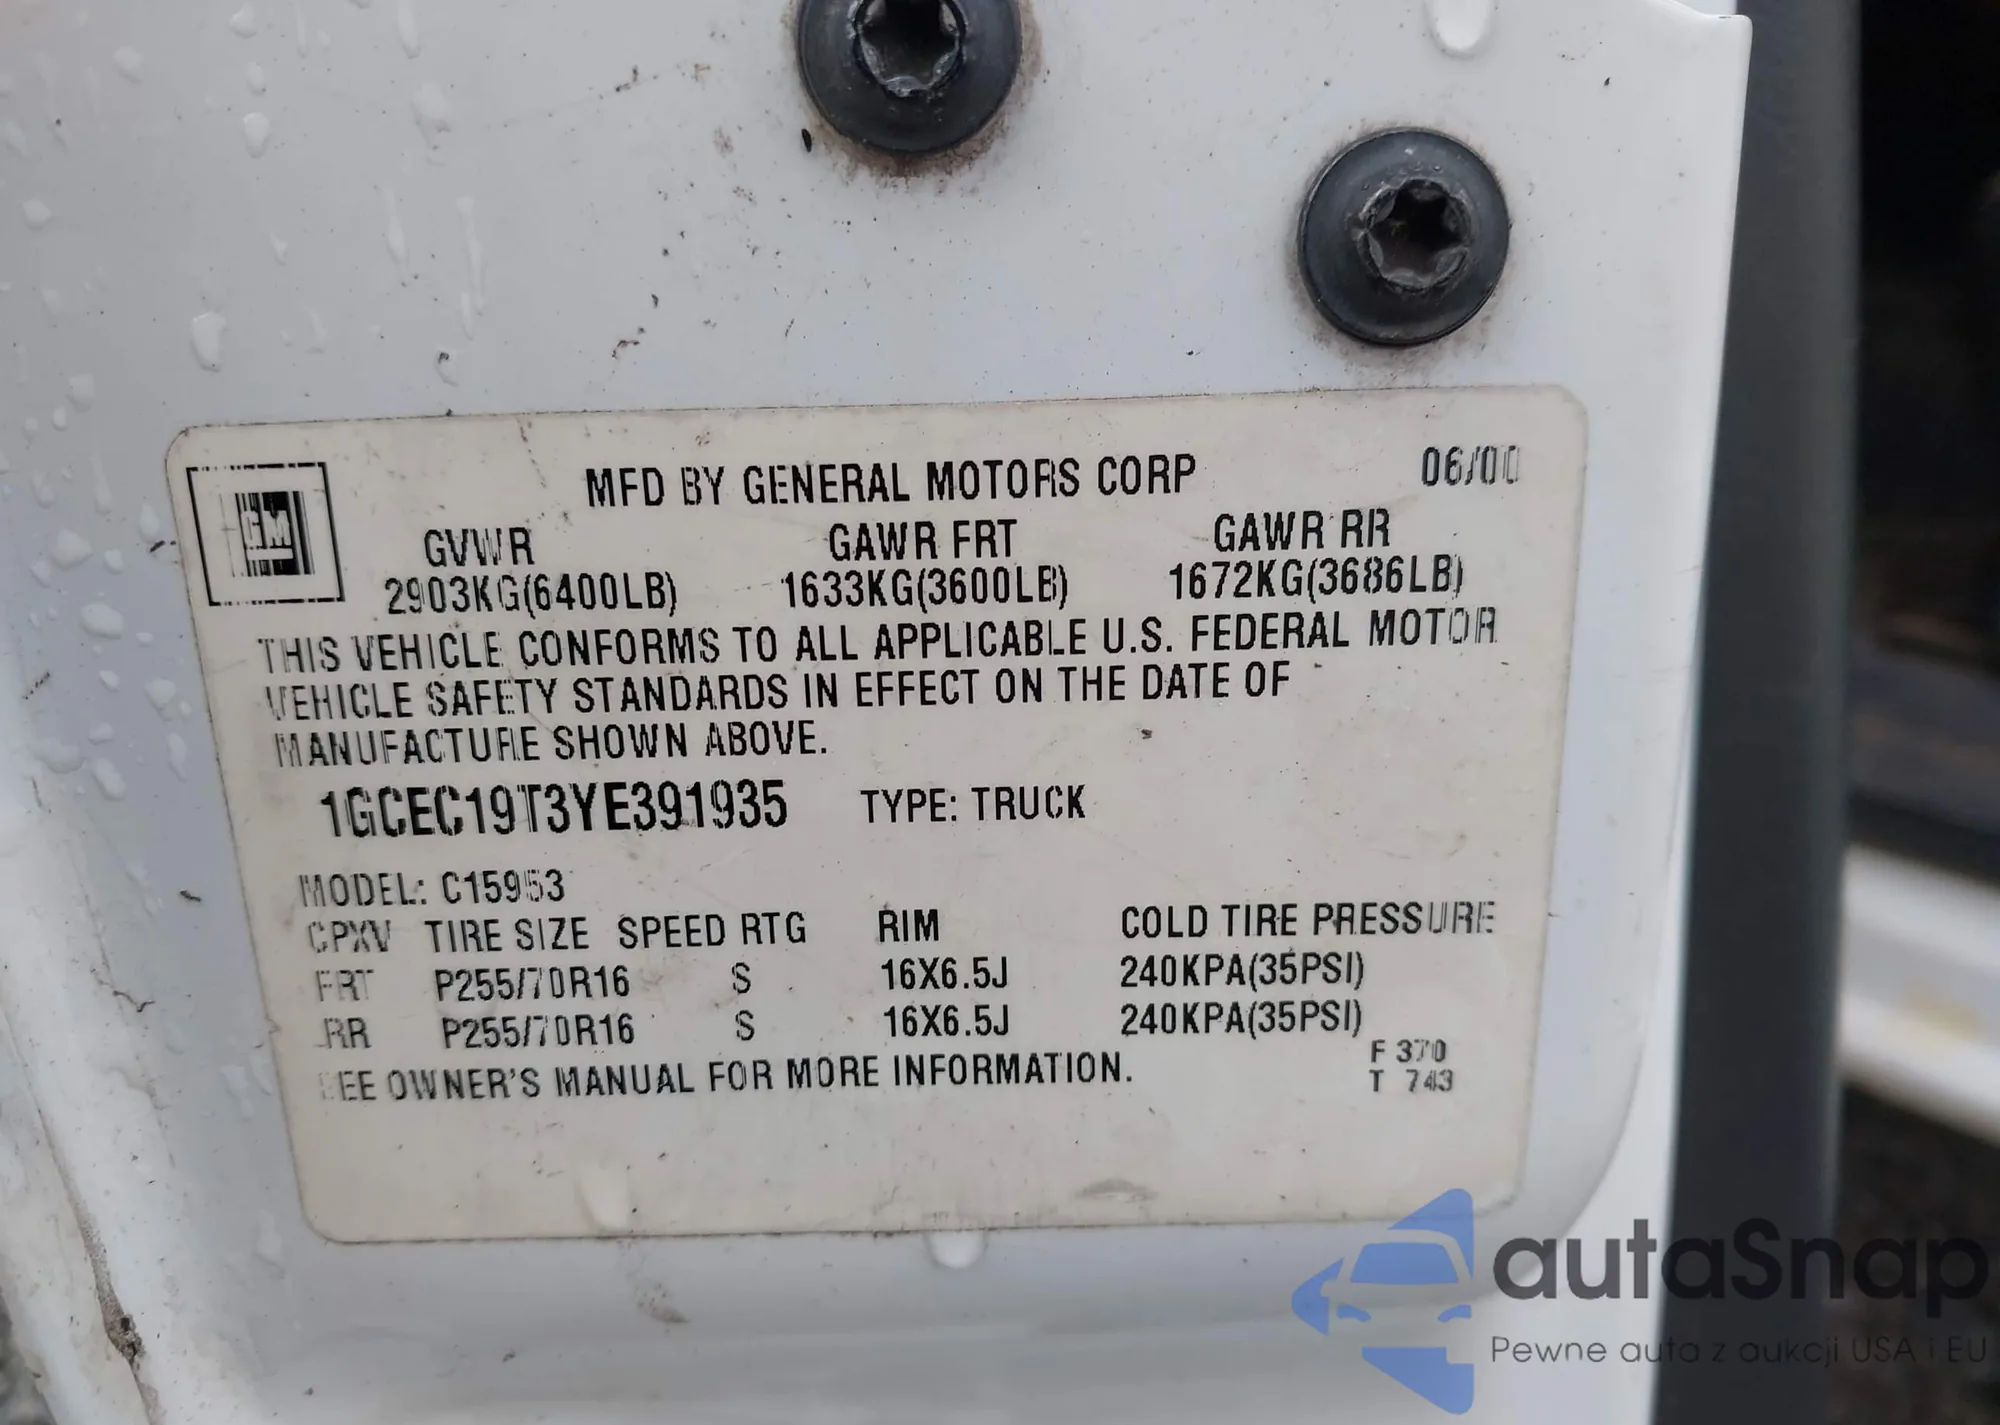 MFD BY GENERAL MOTORS CORP 06/00
GM
GVWR GAWR FRT GAWR RR
2903KG(6400LB) 1633KG(3600LB) 1672KG(3686LB)
THIS VEHICLE CONFORMS TO ALL APPLICABLE U.S. FEDERAL MOTOR
VEHICLE SAFETY STANDARDS IN EFFECT ON THE DATE OF
MANUFACTURE SHOWN ABOVE.
1GCEC19T3YE391935 TYPE: TRUCK
MODEL: C15953
CPXV TIRE SIZE SPEED RTG RIM COLD TIRE PRESSURE
FRT P255/70R16 S 16X6.5J 240KPA(35PSI)
RR P255/70R16 S 16X6.5J 240KPA(35PSI)
SEE OWNER'S MANUAL FOR MORE INFORMATION.
F 370
T 743
autaSnap
Pewne auta z aukcji USA i EU